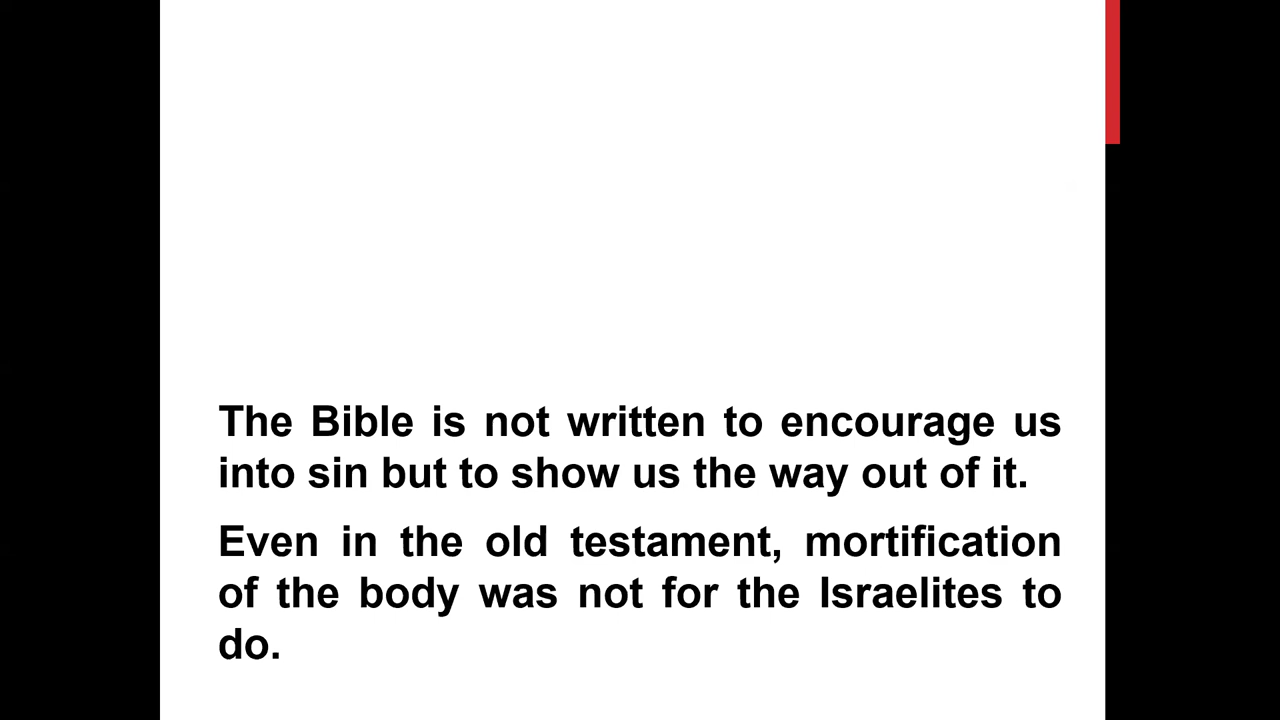 The Bible is not written to encourage us
into sin but to show us the way out of it.
Even in the old testament, mortification
of the body was not for the Israelites to
do.